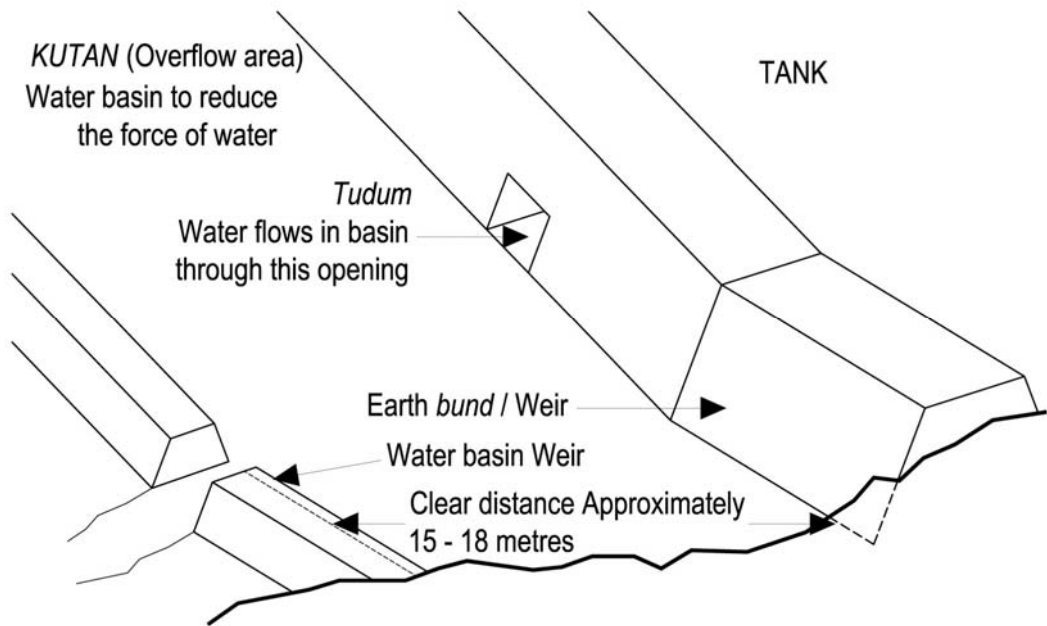 KUTAN (Overflow area)
Water basin to reduce
the force of water
TANK
Tudum
Water flows in basin
through this opening
Earth bund / Weir
Water basin Weir
Clear distance Approximately
15 - 18 metres